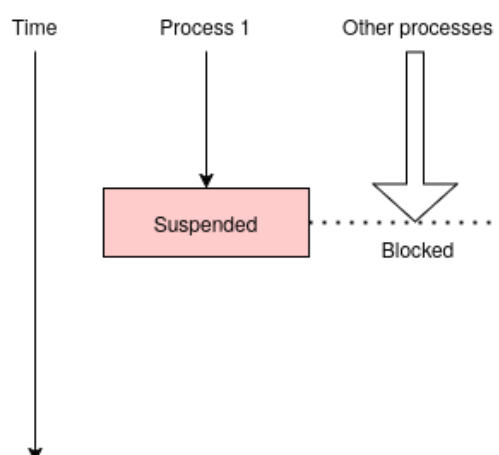 Time
Process 1
Other processes
Suspended
Blocked